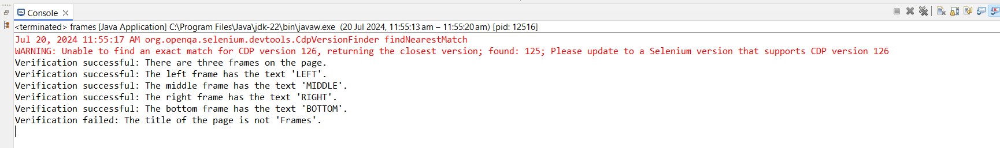 Console
<terminated> frames [Java Application] C:\Program Files\Java\jdk-22\bin\javaw.exe (20 Jul 2024, 11:55:13 am – 11:55:20 am) [pid: 12516]
Jul 20, 2024 11:55:17 AM org.openqa.selenium.devtools.CdpVersionFinder findNearestMatch
WARNING: Unable to find an exact match for CDP version 126, returning the closest version; found: 125; Please update to a Selenium version that supports CDP version 126
Verification successful: There are three frames on the page.
Verification successful: The left frame has the text 'LEFT'.
Verification successful: The middle frame has the text 'MIDDLE'.
Verification successful: The right frame has the text 'RIGHT'.
Verification successful: The bottom frame has the text 'BOTTOM'.
Verification failed: The title of the page is not 'Frames'.